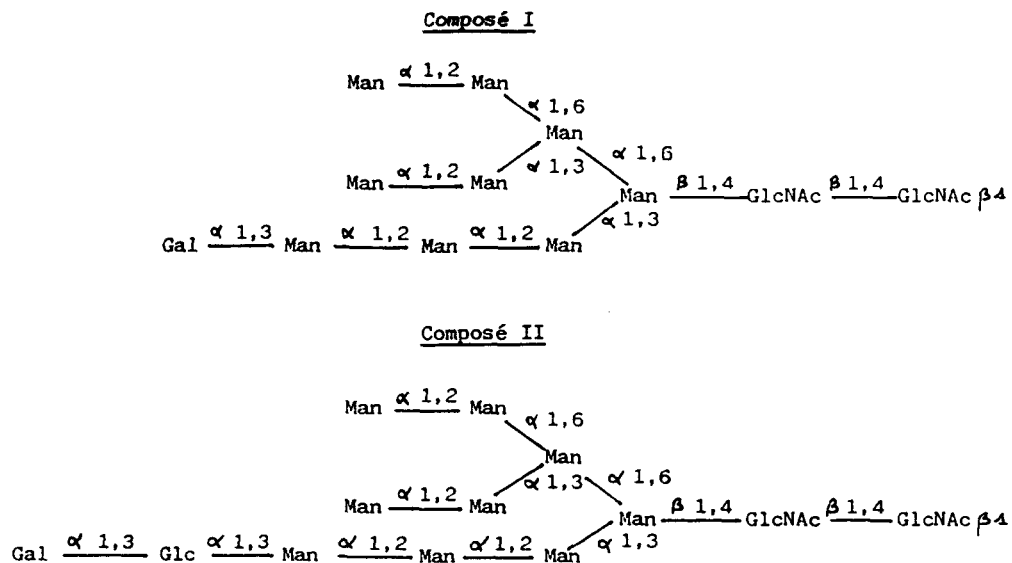 Composé I
Man α 1,2 Man
α 1,6
Man
α 1,3 α 1,6
Man α 1,2 Man
Man β 1,4 GlcNAc β 1,4 GlcNAc β1
α 1,3
Gal α 1,3 Man α 1,2 Man α 1,2 Man
Composé II
Man α 1,2 Man
α 1,6
Man
α 1,3 α 1,6
Man α 1,2 Man
Man β 1,4 GlcNAc β 1,4 GlcNAc β1
α 1,3
Gal α 1,3 Glc α 1,3 Man α 1,2 Man α 1,2 Man